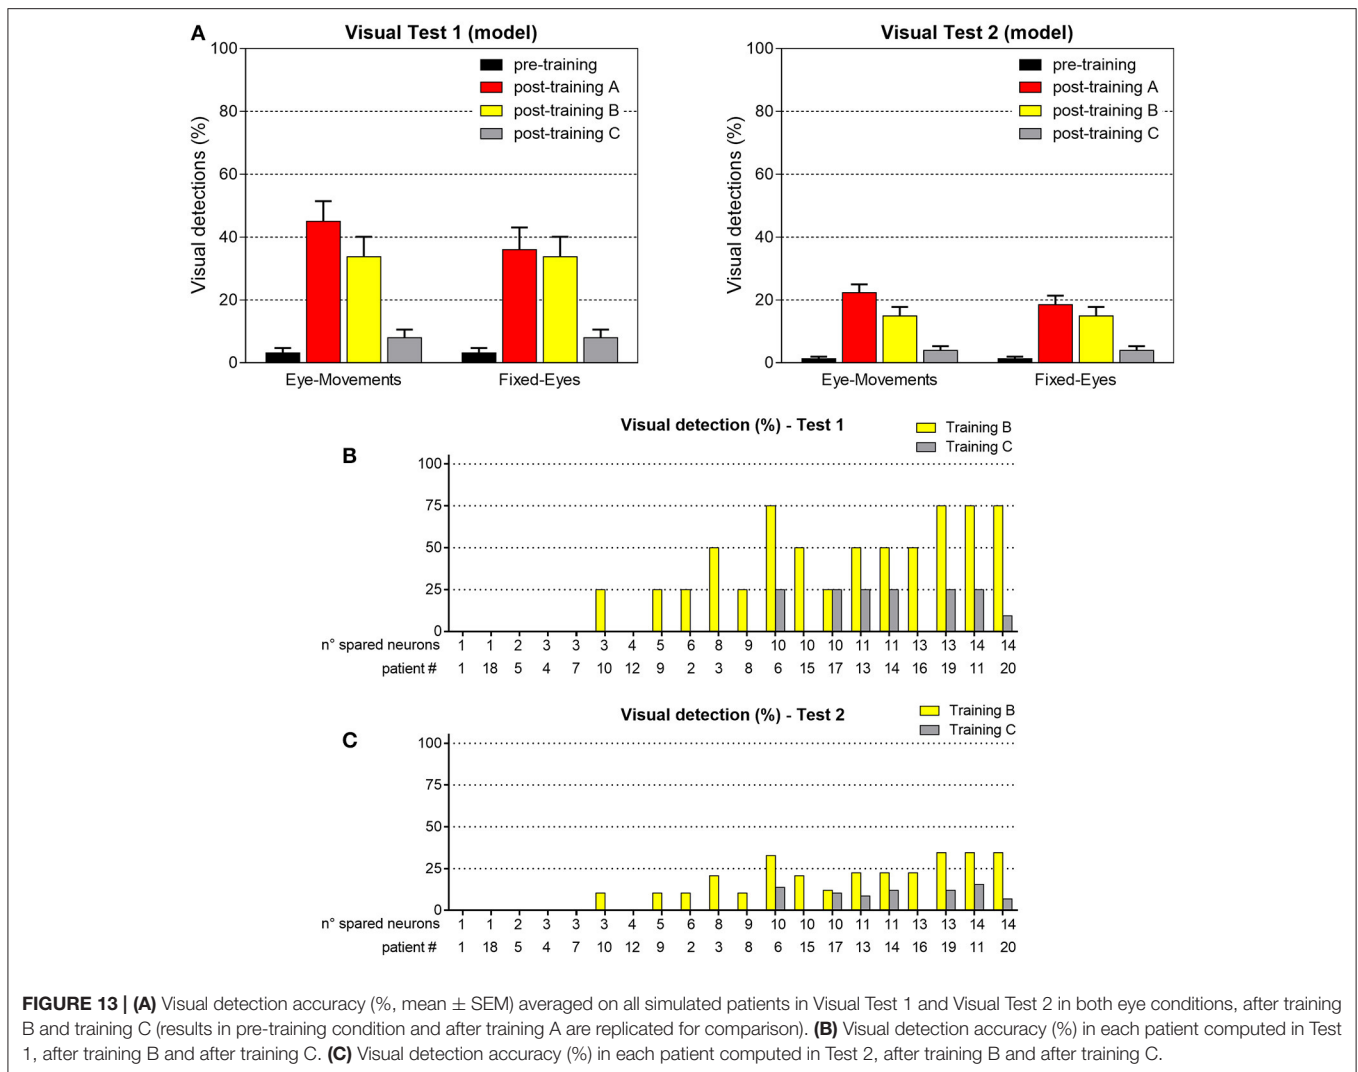 A
Visual Test 1 (model)
100
80
60
40
20
0
Visual detections (%)
pre-training
post-training A
post-training B
post-training C
Eye-Movements
Fixed-Eyes
Visual Test 2 (model)
100
80
60
40
20
0
Visual detections (%)
pre-training
post-training A
post-training B
post-training C
Eye-Movements
Fixed-Eyes
B
Visual detection (%) - Test 1
Training B
Training C
100
75
50
25
0
n° spared neurons 1 1 2 3 3 3 4 5 6 8 9 10 10 10 11 11 13 13 14 14
patient # 1 18 5 4 7 10 12 9 2 3 8 6 15 17 13 14 16 19 11 20
C
Visual detection (%) - Test 2
Training B
Training C
100
75
50
25
0
n° spared neurons 1 1 2 3 3 3 4 5 6 8 9 10 10 10 11 11 13 13 14 14
patient # 1 18 5 4 7 10 12 9 2 3 8 6 15 17 13 14 16 19 11 20
FIGURE 13 | (A) Visual detection accuracy (%, mean ± SEM) averaged on all simulated patients in Visual Test 1 and Visual Test 2 in both eye conditions, after training
B and training C (results in pre-training condition and after training A are replicated for comparison). (B) Visual detection accuracy (%) in each patient computed in Test
1, after training B and after training C. (C) Visual detection accuracy (%) in each patient computed in Test 2, after training B and after training C.